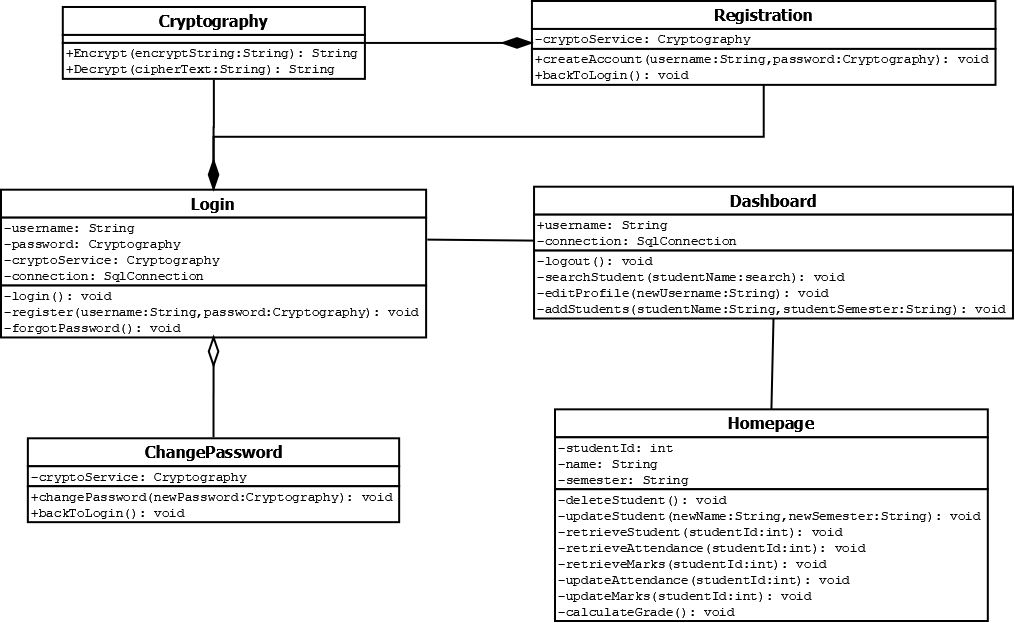 Cryptography
+Encrypt(encryptString:String): String
+Decrypt(cipherText:String): String
Registration
-cryptoService: Cryptography
+createAccount(username:String,password:Cryptography): void
+backToLogin(): void
Login
-username: String
-password: Cryptography
-cryptoService: Cryptography
-connection: SqlConnection
-login(): void
-register(username:String,password:Cryptography): void
-forgotPassword(): void
Dashboard
+username: String
-connection: SqlConnection
-logout(): void
-searchStudent(studentName:search): void
-editProfile(newUsername:String): void
-addStudents(studentName:String,studentSemester:String): void
ChangePassword
-cryptoService: Cryptography
+changePassword(newPassword:Cryptography): void
+backToLogin(): void
Homepage
-studentId: int
-name: String
-semester: String
-deleteStudent(): void
-updateStudent(newName:String,newSemester:String): void
-retrieveStudent(studentId:int): void
-retrieveAttendance(studentId:int): void
-retrieveMarks(studentId:int): void
-updateAttendance(studentId:int): void
-updateMarks(studentId:int): void
-calculateGrade(): void